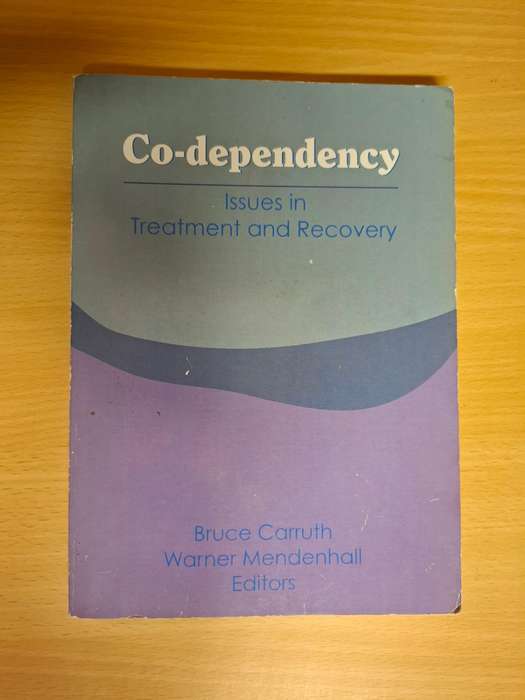 Co-dependency
Issues in
Treatment and Recovery
Bruce Carruth
Warner Mendenhall
Editors